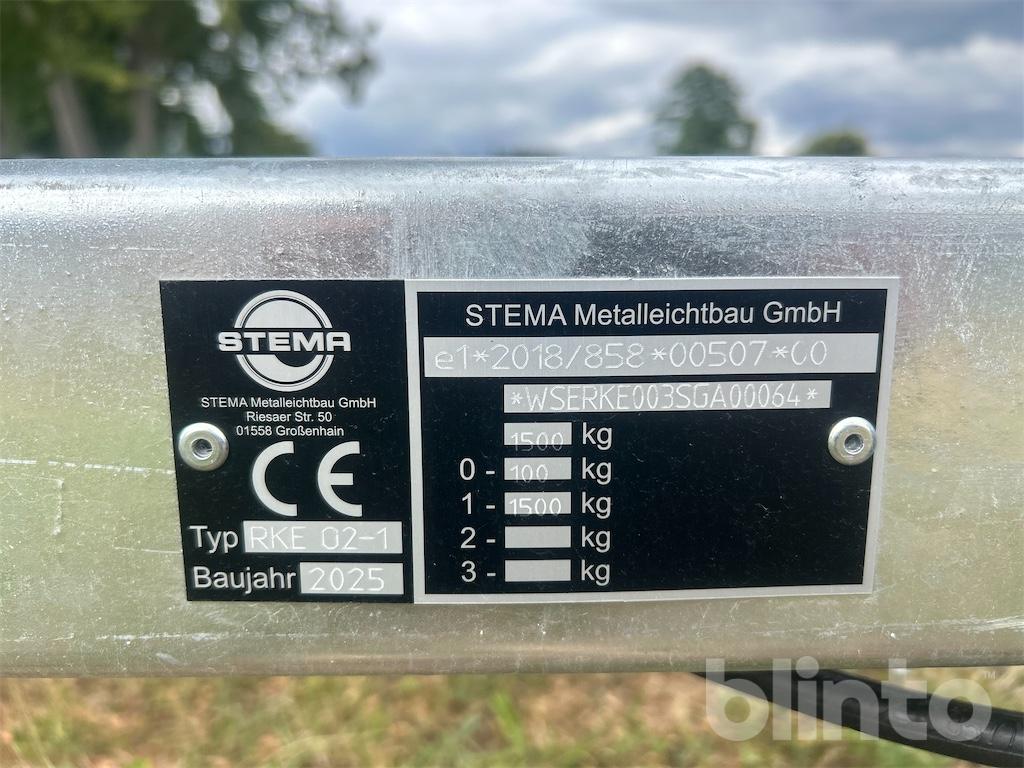 STEMA
STEMA Metalleichtbau GmbH
Riesaer Str. 50
01558 Großenhain
CE
Typ RKE 02-1
Baujahr 2025
STEMA Metalleichtbau GmbH
e1*2018/858*00507*00
*WSERKE003SGA00064*
1500 kg
0 - 100 kg
1 - 1500 kg
2 - kg
3 - kg
blinto™